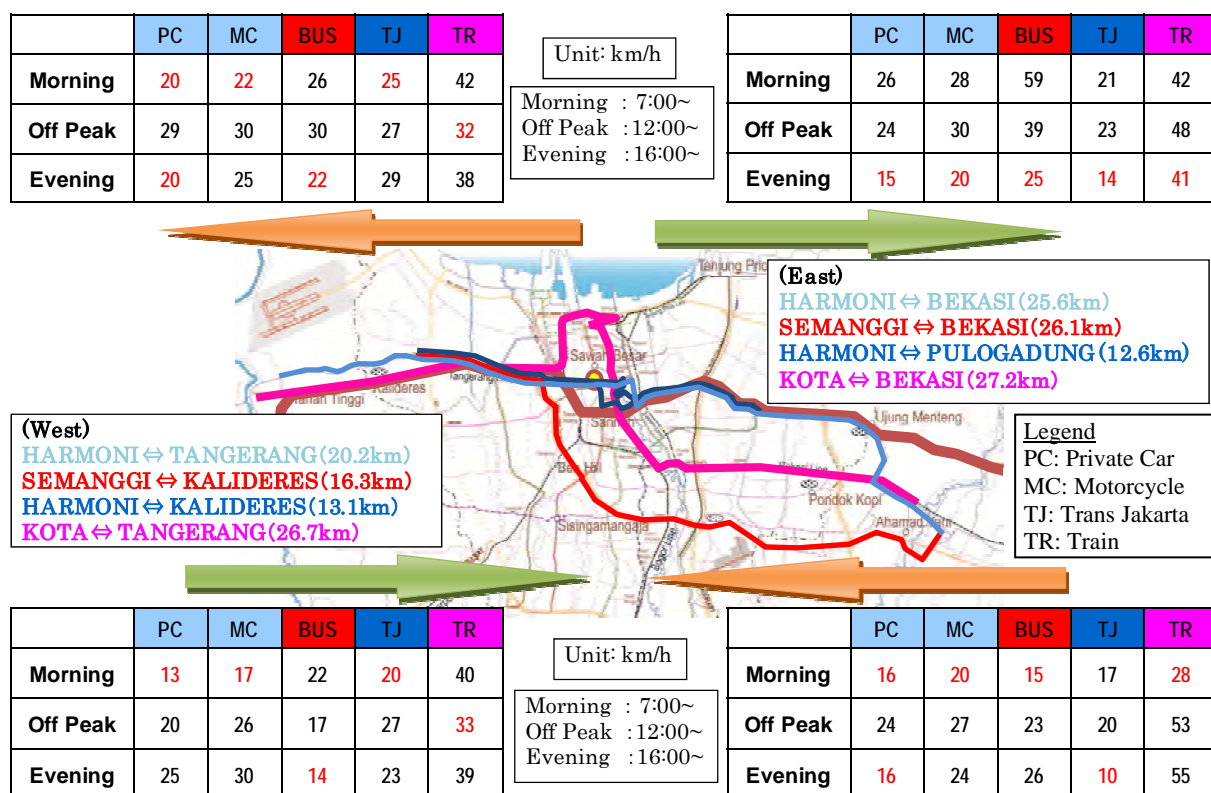 PC MC BUS TJ TR
Morning 20 22 26 25 42
Off Peak 29 30 30 27 32
Evening 20 25 22 29 38
Unit: km/h
Morning : 7:00~
Off Peak :12:00~
Evening :16:00~
PC MC BUS TJ TR
Morning 26 28 59 21 42
Off Peak 24 30 39 23 48
Evening 15 20 25 14 41
Tanjung Prio
(East)
HARMONI⇔BEKASI(25.6km)
SEMANGGI⇔BEKASI(26.1km)
HARMONI⇔PULOGADUNG(12.6km)
KOTA⇔BEKASI(27.2km)
Sawah Besar
Tangerang
Kalideres
Tanah Tinggi
Ujung Menteng
Pondok Kopi
Sisingamangaja
Bogor Line
(West)
HARMONI⇔TANGERANG(20.2km)
SEMANGGI⇔KALIDERES(16.3km)
HARMONI⇔KALIDERES(13.1km)
KOTA⇔TANGERANG(26.7km)
Legend
PC: Private Car
MC: Motorcycle
TJ: Trans Jakarta
TR: Train
PC MC BUS TJ TR
Morning 13 17 22 20 40
Off Peak 20 26 17 27 33
Evening 25 30 14 23 39
Unit: km/h
Morning : 7:00~
Off Peak :12:00~
Evening :16:00~
PC MC BUS TJ TR
Morning 16 20 15 17 28
Off Peak 24 27 23 20 53
Evening 16 24 26 10 55